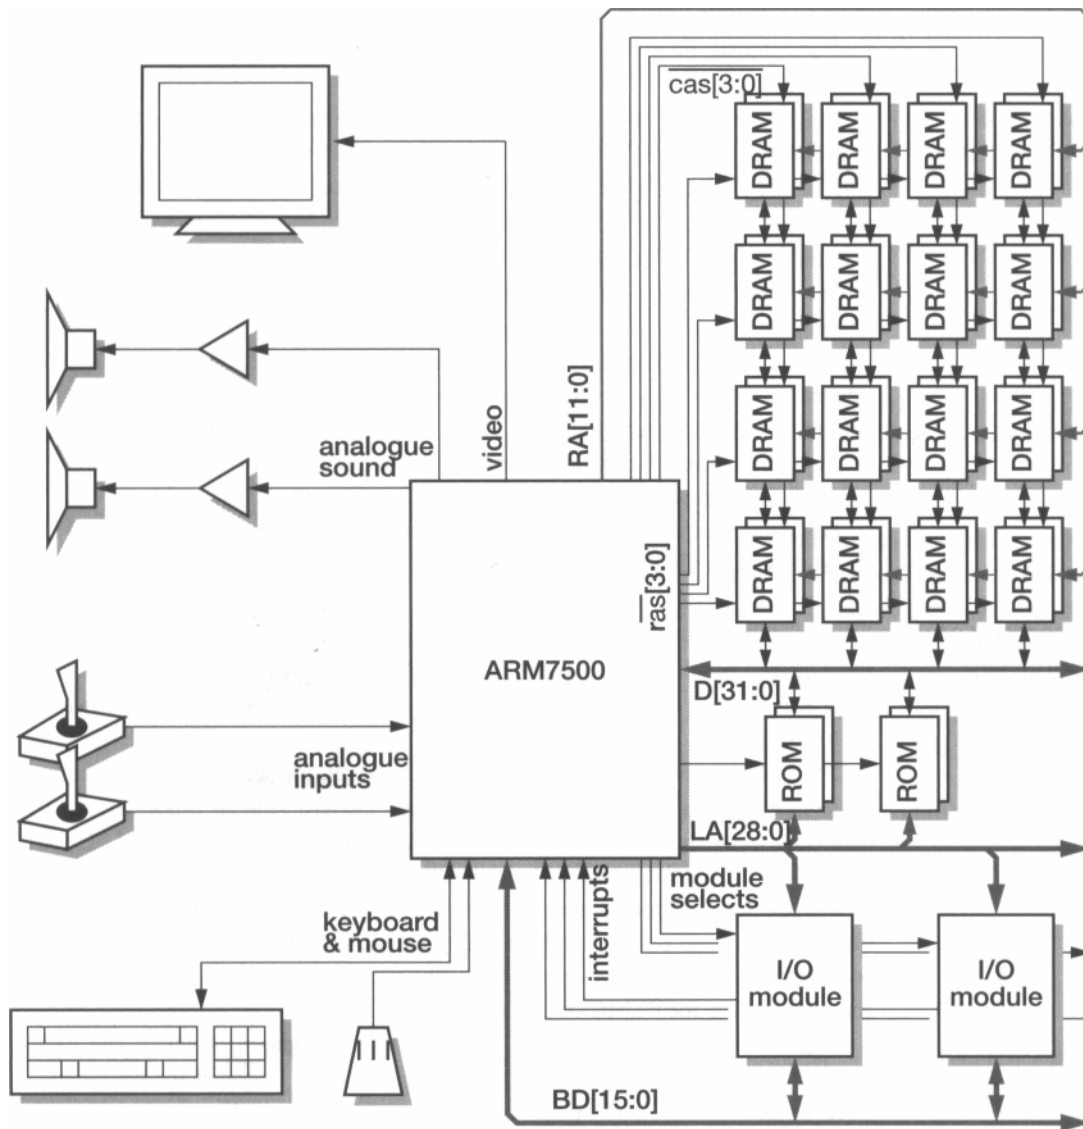 cas[3:0]
DRAM
DRAM
DRAM
DRAM
DRAM
DRAM
DRAM
DRAM
RA[11:0]
video
analogue
sound
DRAM
DRAM
DRAM
DRAM
DRAM
DRAM
DRAM
DRAM
ras[3:0]
ARM7500
D[31:0]
ROM
ROM
analogue
inputs
LA[28:0]
module
selects
interrupts
keyboard
& mouse
I/O
module
I/O
module
BD[15:0]